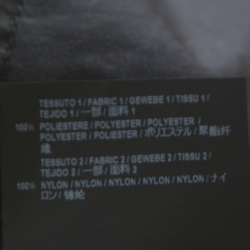 TESSUTO 1 / FABRIC 1 / GEWEBE 1 / TISSU 1 /
TEJIDO 1 / 一部 / 面料 1
100% POLIESTERE / POLYESTER / POLYESTER /
POLYESTER / POLIESTER / ポリエステル / 聚酯纤
维
TESSUTO 2 / FABRIC 2 / GEWEBE 2 / TISSU 2 /
TEJIDO 2 / 一部 / 面料 2
100% NYLON / NYLON / NYLON / NYLON / NYLON / ナイ
ロン / 锦纶